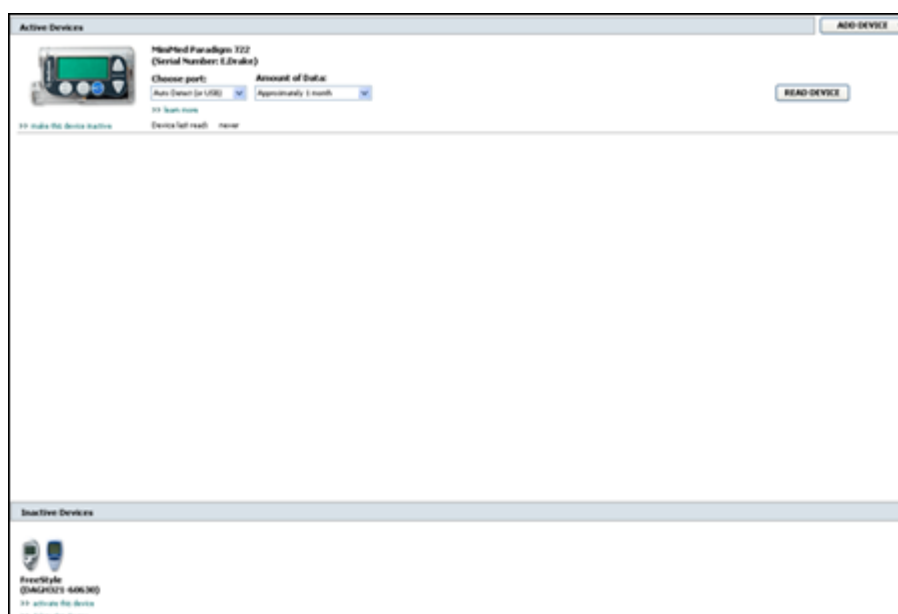 Active Devices
ADD DEVICE
MiniMed Paradigm 722
(Serial Number: E.Drake)
Choose port:
Amount of Data:
Auto Detect (or USB)
Approximately 1 month
READ DEVICE
>> learn more
>> make this device inactive
Device last read: never
Inactive Devices
FreeStyle
>> activate this device